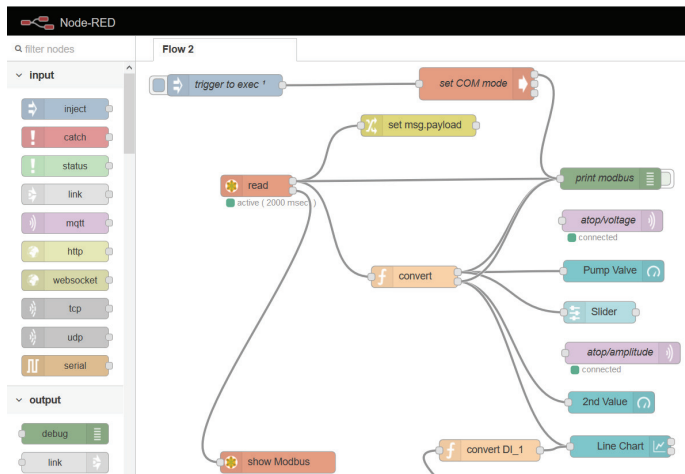 Node-RED
filter nodes
Flow 2
input
inject
catch
status
link
mqtt
http
websocket
tcp
udp
serial
output
debug
link
trigger to exec ¹
set COM mode
set msg.payload
read
active ( 2000 msec. )
print modbus
atop/voltage
connected
convert
Pump Valve
Slider
atop/amplitude
connected
2nd Value
convert DI_1
Line Chart
show Modbus